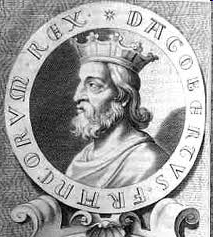 DAGOBERTVS · FRANCORVM REX ·